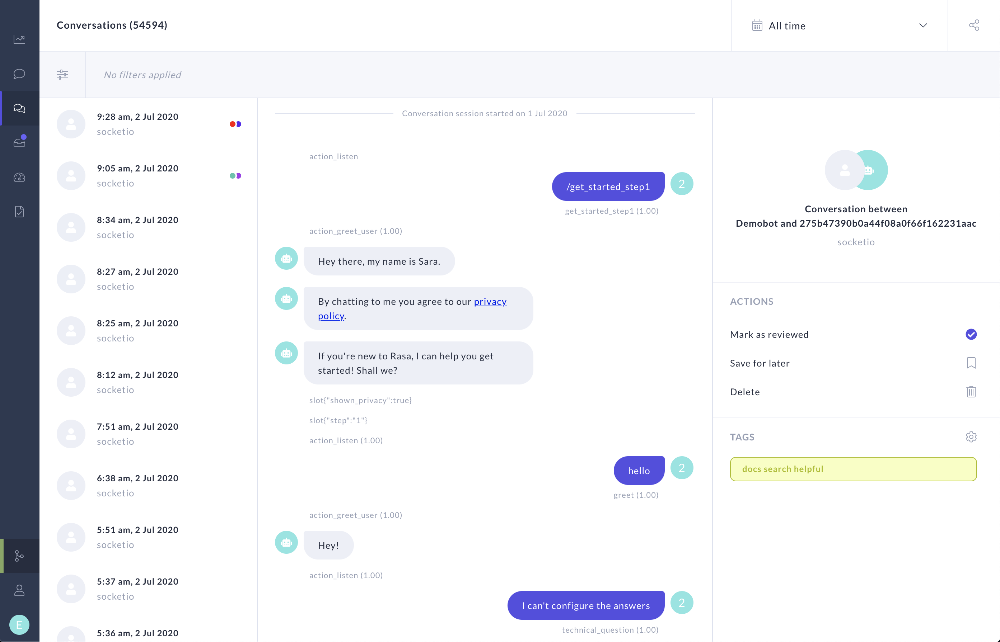 Conversations (54594)
All time
No filters applied
9:28 am, 2 Jul 2020
socketio
9:05 am, 2 Jul 2020
socketio
8:34 am, 2 Jul 2020
socketio
8:27 am, 2 Jul 2020
socketio
8:25 am, 2 Jul 2020
socketio
8:12 am, 2 Jul 2020
socketio
7:51 am, 2 Jul 2020
socketio
6:38 am, 2 Jul 2020
socketio
5:51 am, 2 Jul 2020
socketio
5:37 am, 2 Jul 2020
socketio
5:36 am, 2 Jul 2020
E
Conversation session started on 1 Jul 2020
action_listen
/get_started_step1
2
get_started_step1 (1.00)
action_greet_user (1.00)
Hey there, my name is Sara.
By chatting to me you agree to our privacy
policy.
If you're new to Rasa, I can help you get
started! Shall we?
slot{"shown_privacy":true}
slot{"step":"1"}
action_listen (1.00)
hello
2
greet (1.00)
action_greet_user (1.00)
Hey!
action_listen (1.00)
I can't configure the answers
2
technical_question (1.00)
Conversation between
Demobot and 275b47390b0a44f08a0f66f162231aac
socketio
ACTIONS
Mark as reviewed
Save for later
Delete
TAGS
docs search helpful